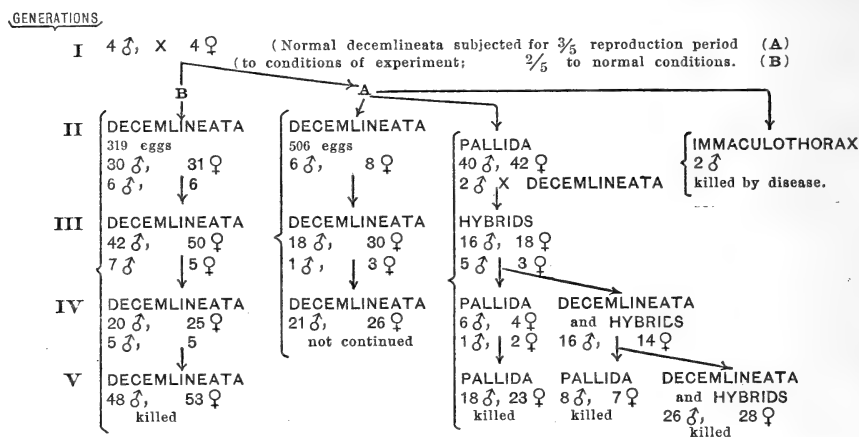 GENERATIONS
I 4♂, X 4♀ (Normal decemlineata subjected for 3/5 reproduction period (A)
(to conditions of experiment; 2/5 to normal conditions. (B)
B A
II DECEMLINEATA DECEMLINEATA PALLIDA IMMACULOTHORAX
319 eggs 506 eggs
30♂, 31♀ 6♂, 8♀ 40♂, 42♀ 2♂
6♂, 6 2♂ X DECEMLINEATA killed by disease.
III DECEMLINEATA DECEMLINEATA HYBRIDS
42♂, 50♀ 18♂, 30♀ 16♂, 18♀
7♂ 5♀ 1♂, 3♀ 5♂ 3♀
IV DECEMLINEATA DECEMLINEATA PALLIDA DECEMLINEATA
20♂, 25♀ 21♂, 26♀ 6♂, 4♀ and HYBRIDS
5♂, 5 not continued 1♂, 2♀ 16♂, 14♀
V DECEMLINEATA PALLIDA PALLIDA DECEMLINEATA
48♂, 53♀ 18♂, 23♀ 8♂, 7♀ and HYBRIDS
killed killed killed 26♂, 28♀
killed